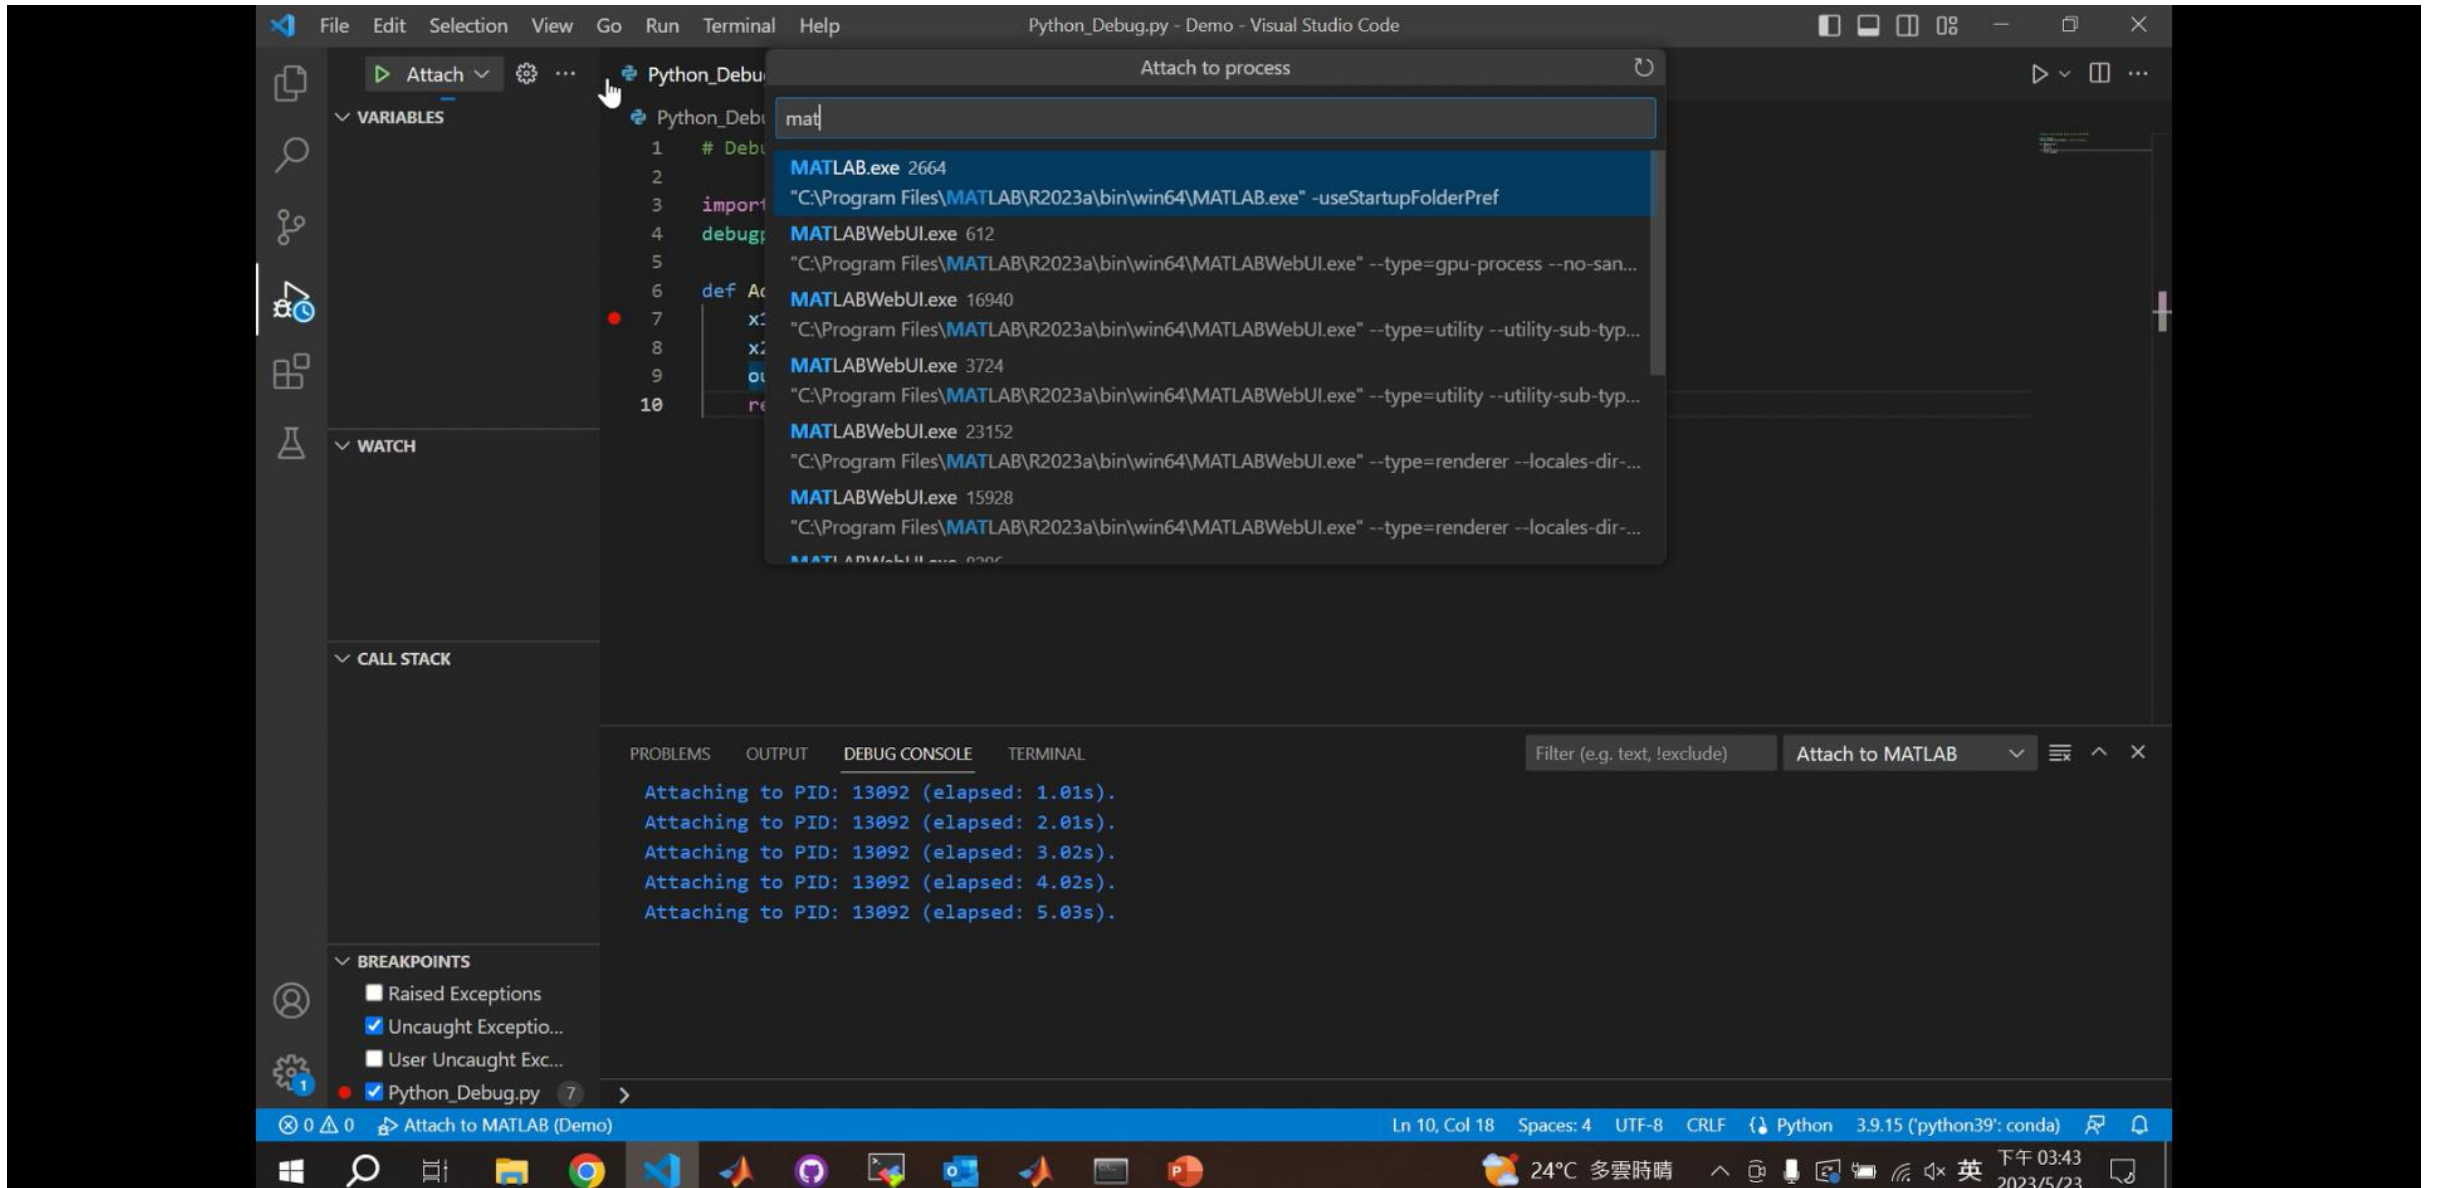 File Edit Selection View Go Run Terminal Help
Python_Debug.py - Demo - Visual Studio Code
Attach
Python_Debu
Attach to process
VARIABLES
Python_Deb
mat
1 # Deb
2
3 import
4 debugp
5
6 def Ad
7
8
9
10 re
MATLAB.exe 2664
"C:\Program Files\MATLAB\R2023a\bin\win64\MATLAB.exe" -useStartupFolderPref
MATLABWebUI.exe 612
"C:\Program Files\MATLAB\R2023a\bin\win64\MATLABWebUI.exe" --type=gpu-process --no-san...
MATLABWebUI.exe 16940
"C:\Program Files\MATLAB\R2023a\bin\win64\MATLABWebUI.exe" --type=utility --utility-sub-typ...
MATLABWebUI.exe 3724
"C:\Program Files\MATLAB\R2023a\bin\win64\MATLABWebUI.exe" --type=utility --utility-sub-typ...
MATLABWebUI.exe 23152
"C:\Program Files\MATLAB\R2023a\bin\win64\MATLABWebUI.exe" --type=renderer --locales-dir-...
MATLABWebUI.exe 15928
"C:\Program Files\MATLAB\R2023a\bin\win64\MATLABWebUI.exe" --type=renderer --locales-dir-...
WATCH
CALL STACK
PROBLEMS OUTPUT DEBUG CONSOLE TERMINAL
Filter (e.g. text, !exclude)
Attach to MATLAB
Attaching to PID: 13092 (elapsed: 1.01s).
Attaching to PID: 13092 (elapsed: 2.01s).
Attaching to PID: 13092 (elapsed: 3.02s).
Attaching to PID: 13092 (elapsed: 4.02s).
Attaching to PID: 13092 (elapsed: 5.03s).
BREAKPOINTS
Raised Exceptions
Uncaught Exceptio...
User Uncaught Exc...
Python_Debug.py 7
1
0 0 Attach to MATLAB (Demo)
Ln 10, Col 18 Spaces: 4 UTF-8 CRLF Python 3.9.15 ('python39': conda)
24°C 多雲時晴
英
下午 03:43
2023/5/23